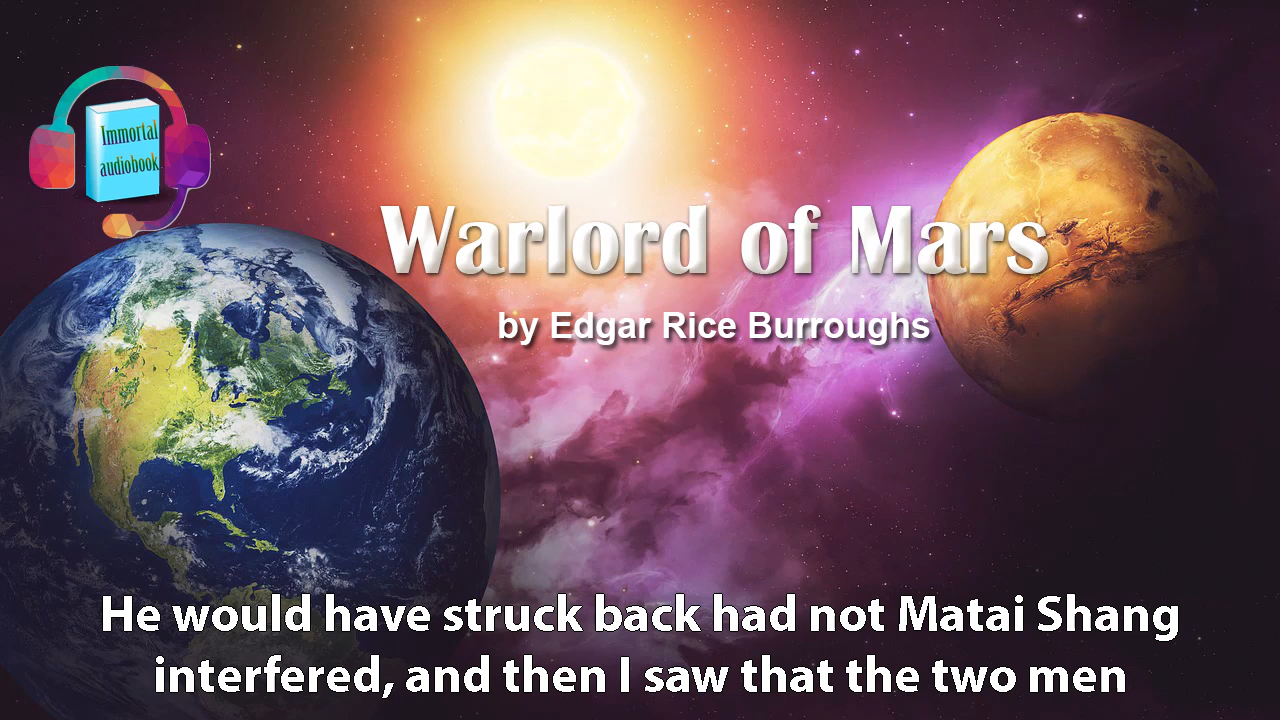 Immortal
audiobook
Warlord of Mars
by Edgar Rice Burroughs
He would have struck back had not Matai Shang
interfered, and then I saw that the two men